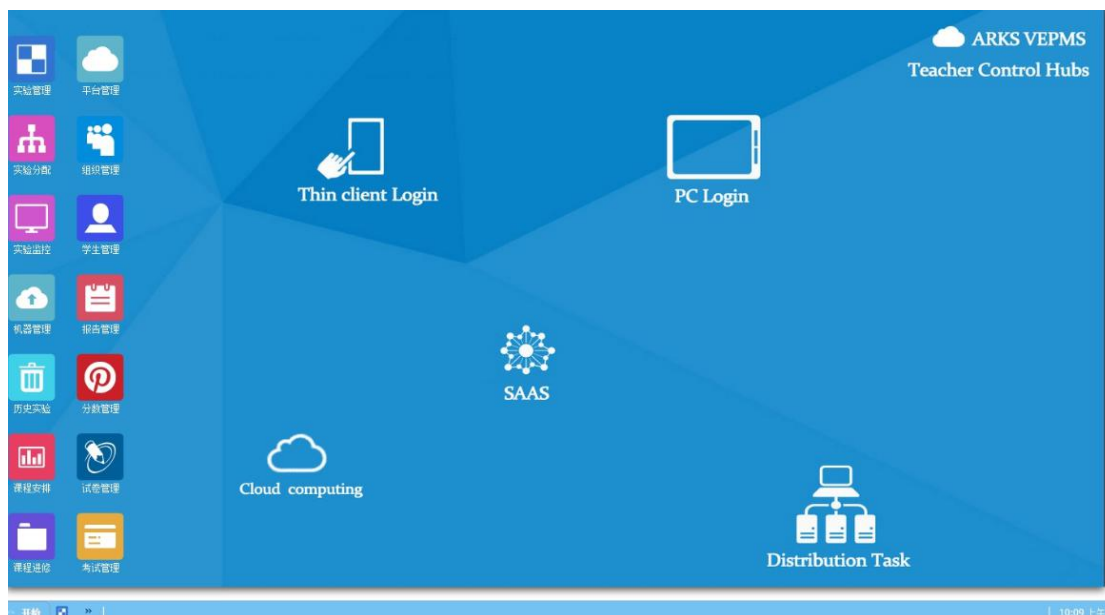 ARKS VEPMS
Teacher Control Hubs
实验管理
平台管理
实验分配
组织管理
实验监控
学生管理
机器管理
报告管理
历史实验
分数管理
课程安排
试卷管理
课程进修
考试管理
Thin client Login
PC Login
SAAS
Cloud computing
Distribution Task
开始
»
10:09 上午